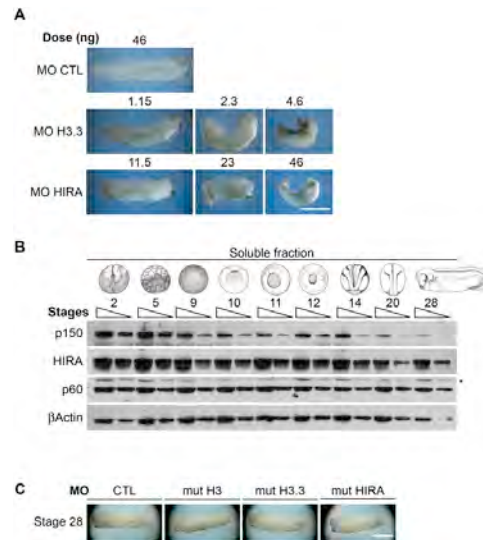 A
Dose (ng) 46
MO CTL
1.15 2.3 4.6
MO H3.3
11.5 23 46
MO HIRA
B
Soluble fraction
Stages 2 5 9 10 11 12 14 20 28
p150
HIRA
p60 *
βActin
C
MO CTL mut H3 mut H3.3 mut HIRA
Stage 28